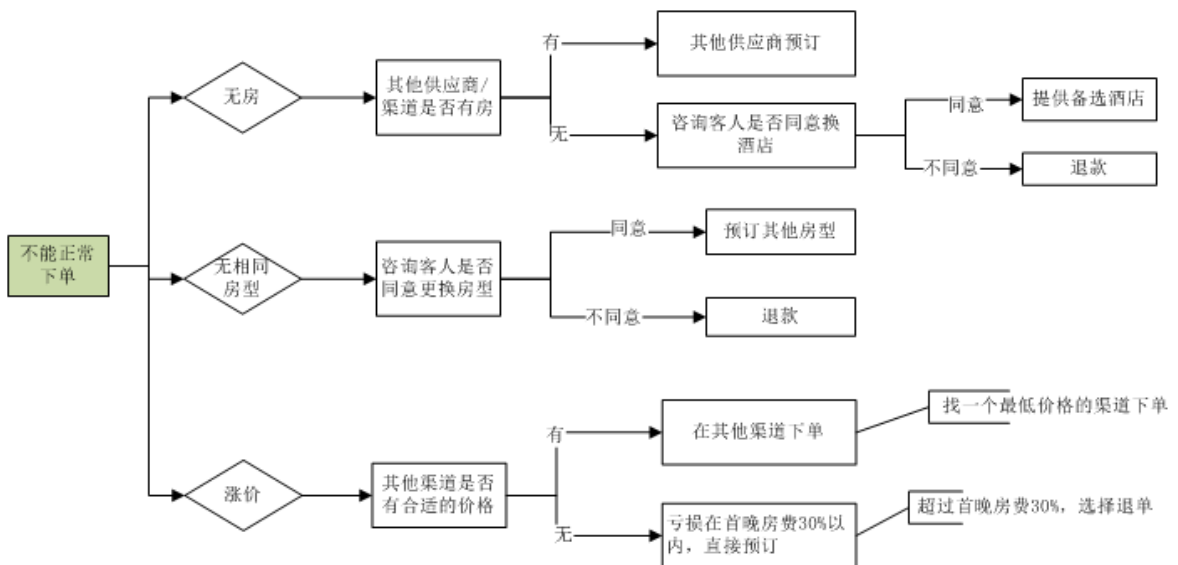 有
其他供应商预订
无房
其他供应商/
渠道是否有房
无
咨询客人是否同意换
酒店
同意
提供备选酒店
不同意
退款
不能正常
下单
无相同
房型
咨询客人是否
同意更换房型
同意
预订其他房型
不同意
退款
涨价
其他渠道是否
有合适的价格
有
在其他渠道下单
找一个最低价格的渠道下单
无
亏损在首晚房费30%以
内，直接预订
超过首晚房费30%，选择退单